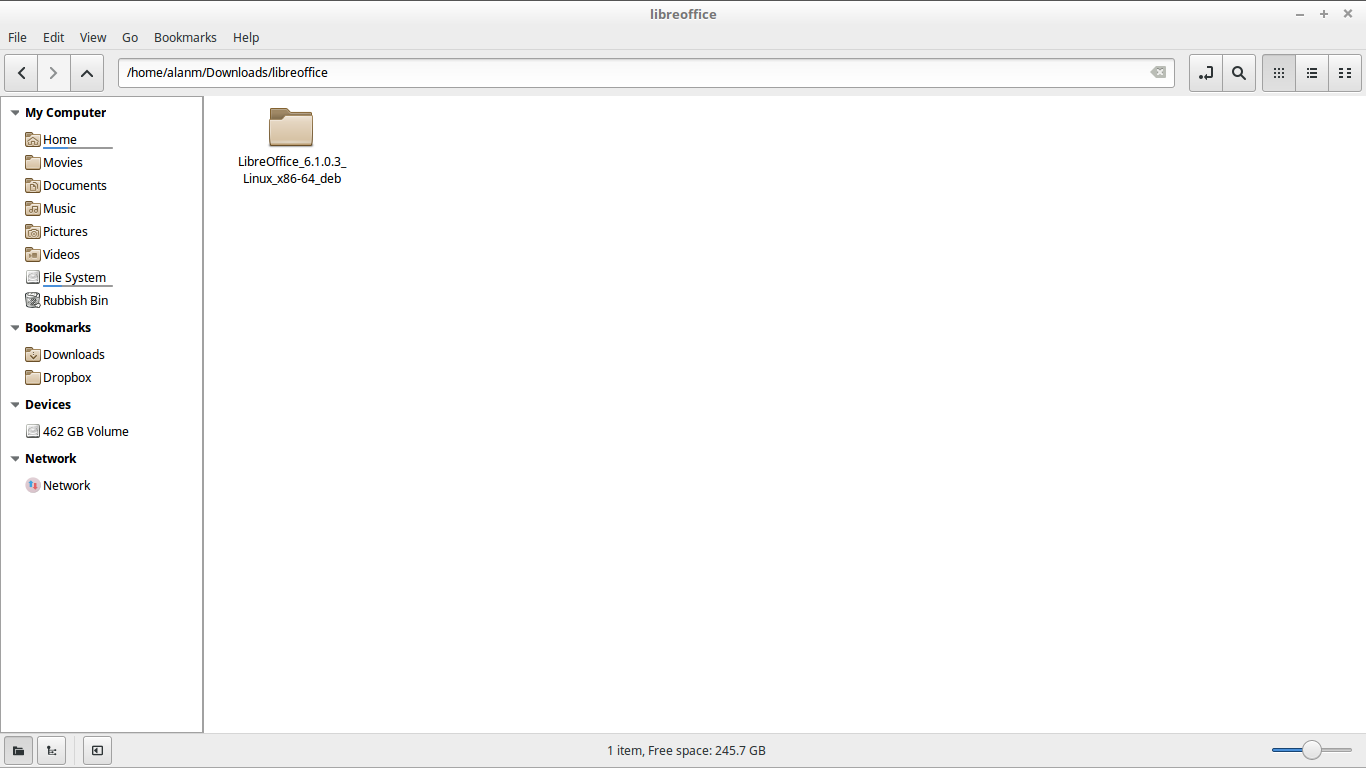 libreoffice
File Edit View Go Bookmarks Help
/home/alanm/Downloads/libreoffice
My Computer
Home
Movies
Documents
Music
Pictures
Videos
File System
Rubbish Bin
Bookmarks
Downloads
Dropbox
Devices
462 GB Volume
Network
Network
LibreOffice_6.1.0.3_
Linux_x86-64_deb
1 item, Free space: 245.7 GB